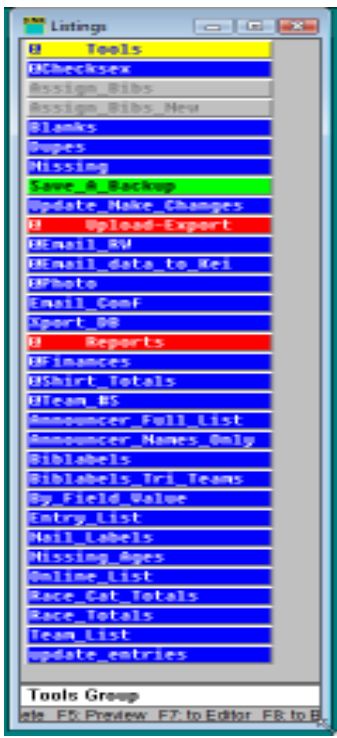 Listings
@ Tools
@Checksex
Assign_Bibs
Assign_Bibs_New
Blanks
Dupes
Missing
Save_A_Backup
Update_Make_Changes
@ Upload-Export
@Email_RW
@Email_data_to_Kei
@Photo
Email_Conf
Xport_DB
@ Reports
@Finances
@Shirt_Totals
@Team_#S
Announcer_Full_List
Announcer_Names_Only
Biblabels
Biblabels_Tri_Teams
By_Field_Value
Entry_List
Mail_Labels
Missing_Ages
Online_List
Race_Cat_Totals
Race_Totals
Team_List
update_entries
Tools Group
ate F5: Preview F7: to Editor F8: to B